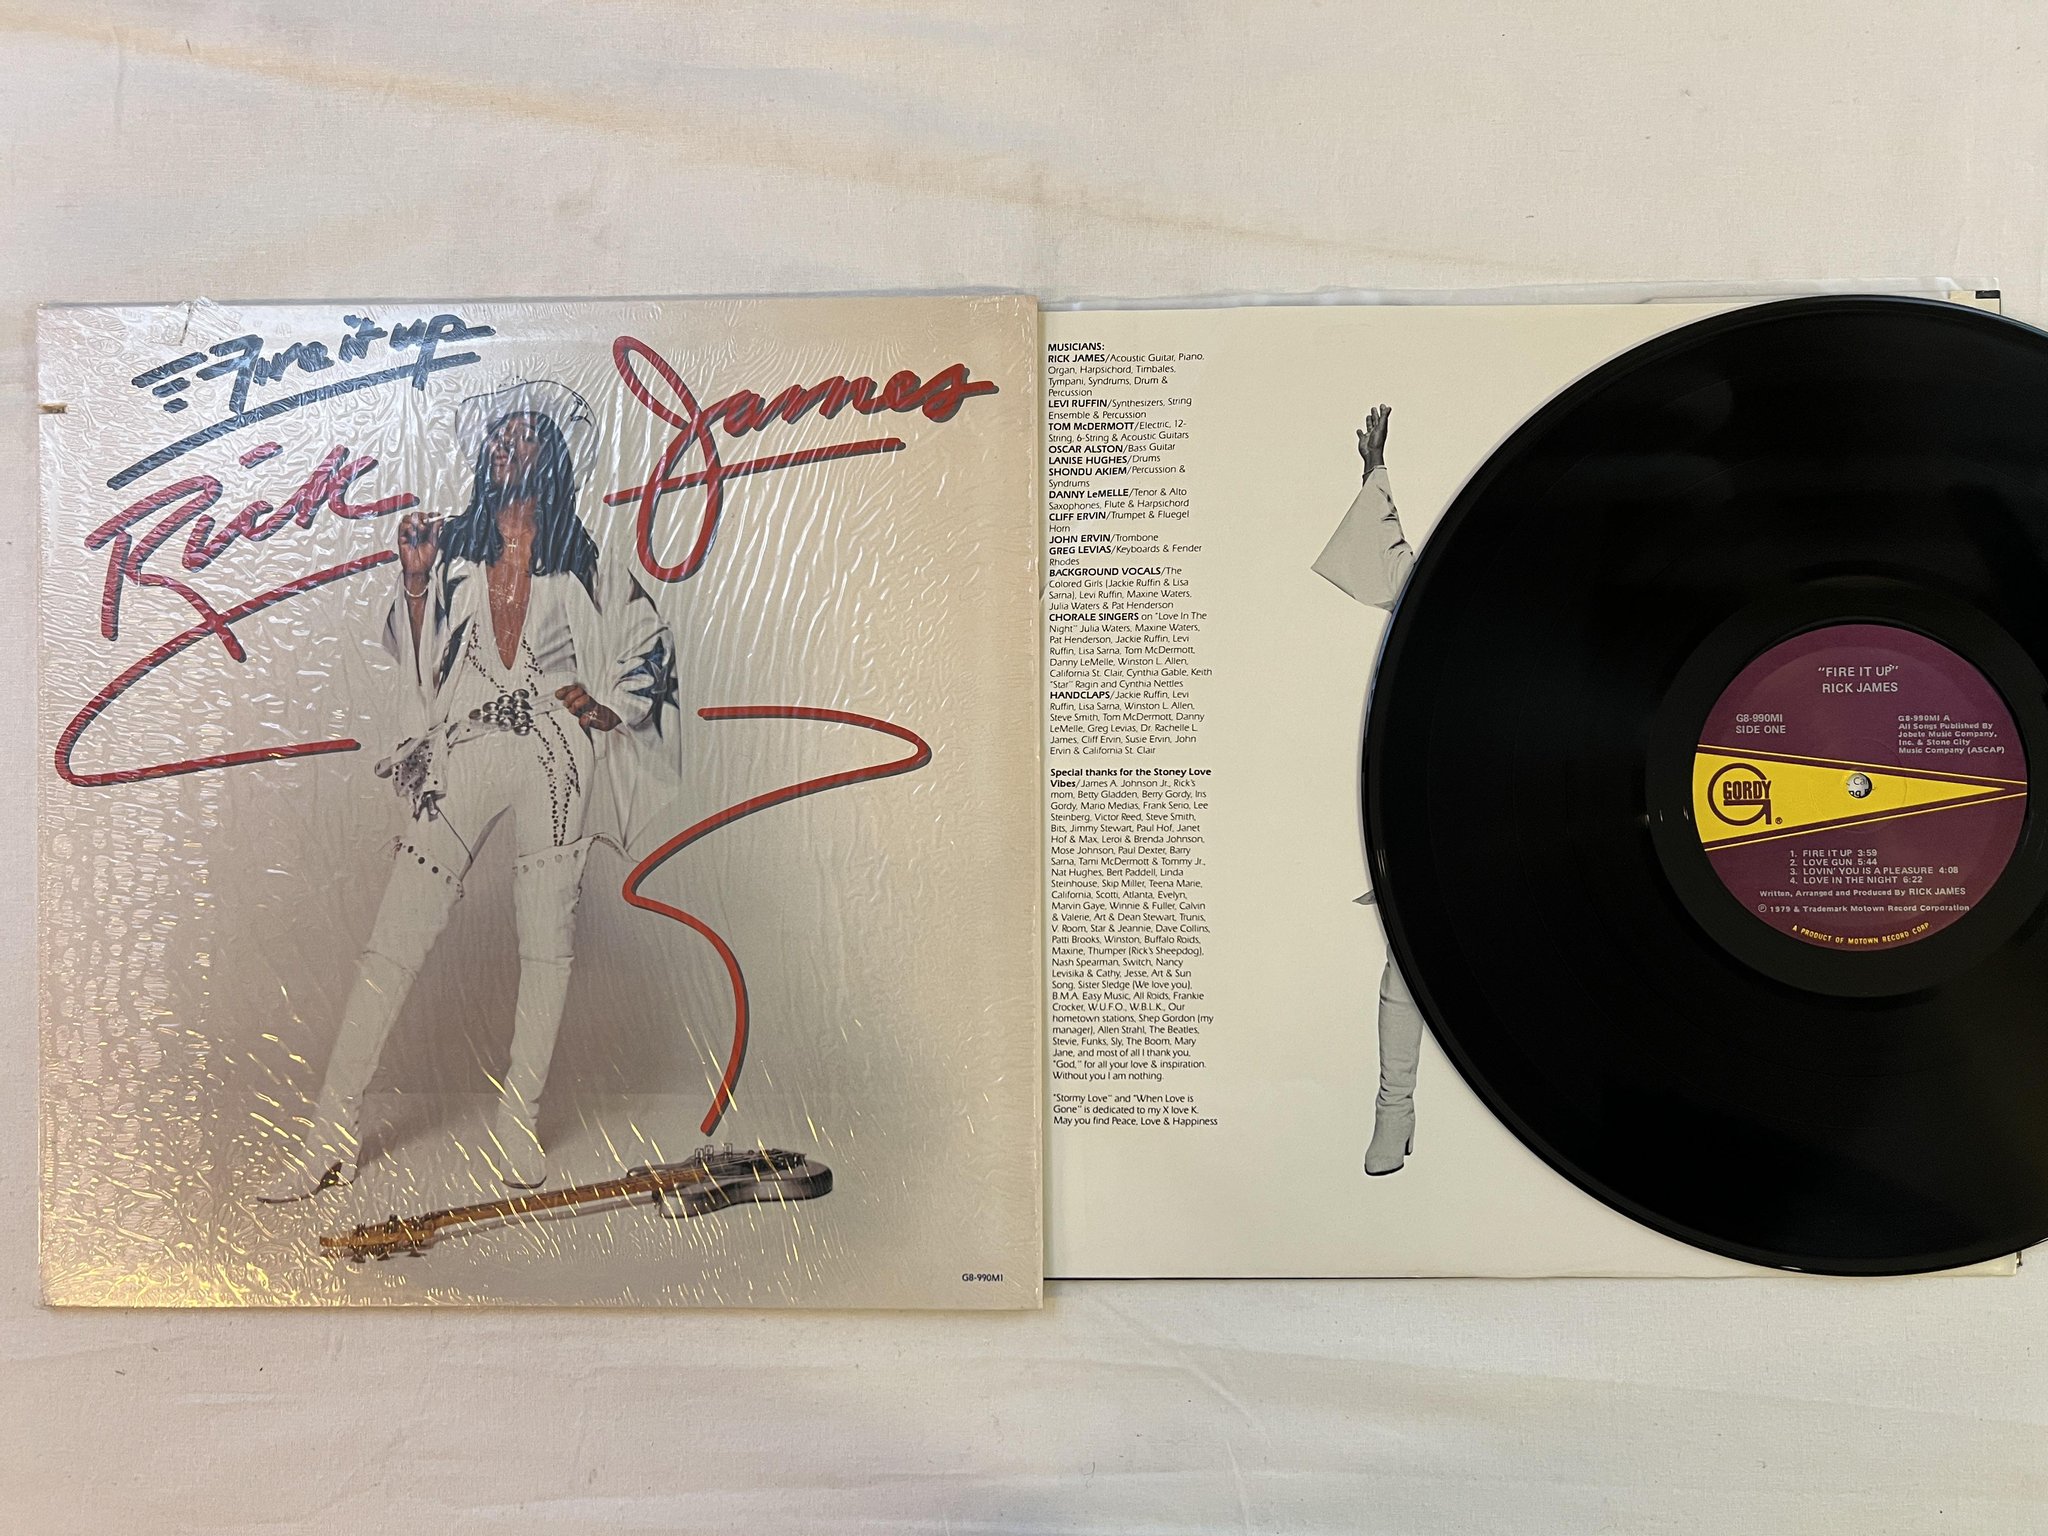 Fire it up
Rick James
G8-990M1
MUSICIANS:
RICK JAMES/Acoustic Guitar, Piano,
Organ, Harpsichord, Timbales,
Tympani, Syndrums, Drum &
Percussion
LEVI RUFFIN/Synthesizers, String
Ensemble & Percussion
TOM McDERMOTT/Electric, 12-
String, 6-String & Acoustic Guitars
OSCAR ALSTON/Bass Guitar
LANISE HUGHES/Drums
SHONDU AKIEM/Percussion &
Syndrums
DANNY LeMELLE/Tenor & Alto
Saxophones, Flute & Harpsichord
CLIFF ERVIN/Trumpet & Fluegel
Horn
JOHN ERVIN/Trombone
GREG LEVIAS/Keyboards & Fender
Rhodes
BACKGROUND VOCALS/The
Colored Girls (Jackie Ruffin & Lisa
Sarna), Levi Ruffin, Maxine Waters,
Julia Waters & Pat Henderson
CHORALE SINGERS on "Love In The
Night" Julia Waters, Maxine Waters,
Pat Henderson, Jackie Ruffin, Levi
Ruffin, Lisa Sarna, Tom McDermott,
Danny LeMelle, Winston L. Allen,
California St. Clair, Cynthia Gable, Keith
"Star" Ragin and Cynthia Nettles
HANDCLAPS/Jackie Ruffin, Levi
Ruffin, Lisa Sarna, Winston L. Allen,
Steve Smith, Tom McDermott, Danny
LeMelle, Greg Levias, Dr. Rachelle L.
James, Cliff Ervin, Susie Ervin, John
Ervin & California St. Clair
Special thanks for the Stoney Love
Vibes/James A. Johnson Jr., Rick's
mom, Betty Gladden, Berry Gordy, Iris
Gordy, Mario Medias, Frank Serio, Lee
Steinberg, Victor Reed, Steve Smith,
Bits, Jimmy Stewart, Paul Hof, Janet
Hof & Max, Leroi & Brenda Johnson,
Mose Johnson, Paul Dexter, Barry
Sarna, Tami McDermott & Tommy Jr.,
Nat Hughes, Bert Paddell, Linda
Steinhouse, Skip Miller, Teena Marie,
California, Scotti, Atlanta, Evelyn,
Marvin Gaye, Winnie & Fuller, Calvin
& Valerie, Art & Dean Stewart, Trunis,
V. Room, Star & Jeannie, Dave Collins,
Patti Brooks, Winston, Buffalo Roids,
Maxine, Thumper (Rick's Sheepdog),
Nash Spearman, Switch, Nancy
Levisika & Cathy, Jesse, Art & Sun
Song, Sister Sledge (We love you),
B.M.A. Easy Music, All Roids, Frankie
Crocker, W.U.F.O., W.B.L.K., Our
hometown stations, Shep Gordon (my
manager), Allen Strahl, The Beatles,
Stevie, Funks, Sly, The Boom, Mary
Jane, and most of all I thank you,
"God," for all your love & inspiration.
Without you I am nothing.
"Stormy Love" and "When Love is
Gone" is dedicated to my X love K.
May you find Peace, Love & Happiness
"FIRE IT UP"
RICK JAMES
G8-990M1
SIDE ONE
G8-990M1 A
All Songs Published By
Jobete Music Company,
Inc. & Stone City
Music Company (ASCAP)
GORDY
®
1. FIRE IT UP 3:59
2. LOVE GUN 5:44
3. LOVIN' YOU IS A PLEASURE 4:08
4. LOVE IN THE NIGHT 6:22
Written, Arranged and Produced By RICK JAMES
℗ 1979 & Trademark Motown Record Corporation
A PRODUCT OF MOTOWN RECORD CORP.